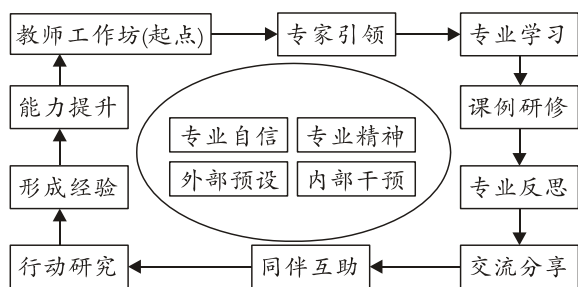 教师工作坊(起点)
专家引领
专业学习
能力提升
课例研修
专业自信
专业精神
外部预设
内部干预
形成经验
专业反思
行动研究
同伴互助
交流分享